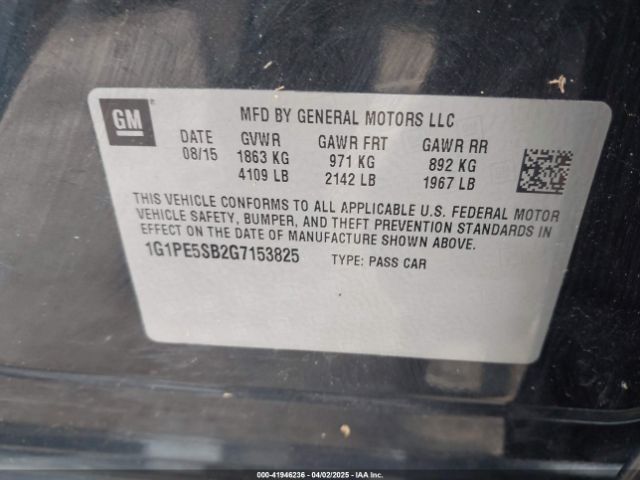 GM
MFD BY GENERAL MOTORS LLC
DATE GVWR GAWR FRT GAWR RR
08/15 1863 KG 971 KG 892 KG
4109 LB 2142 LB 1967 LB
THIS VEHICLE CONFORMS TO ALL APPLICABLE U.S. FEDERAL MOTOR
VEHICLE SAFETY, BUMPER, AND THEFT PREVENTION STANDARDS IN
EFFECT ON THE DATE OF MANUFACTURE SHOWN ABOVE.
1G1PE5SB2G7153825 TYPE: PASS CAR
000-41946236 - 04/02/2025 - IAA Inc.